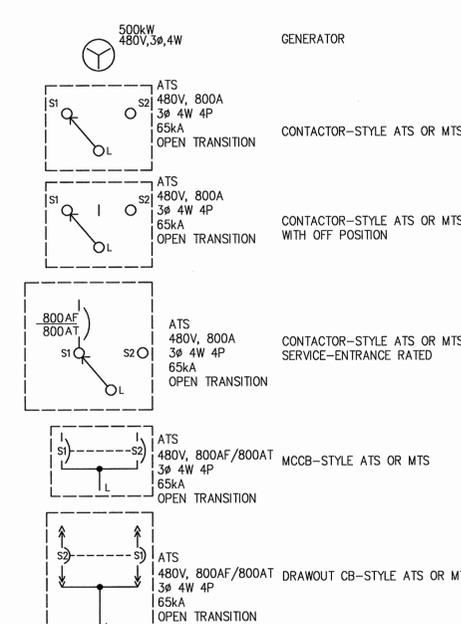 500kW
480V,3ø,4W
GENERATOR
ATS
S1 S2 480V, 800A
3ø 4W 4P
65kA
L OPEN TRANSITION
CONTACTOR-STYLE ATS OR MTS
ATS
S1 S2 480V, 800A
3ø 4W 4P
65kA
L OPEN TRANSITION
CONTACTOR-STYLE ATS OR MTS
WITH OFF POSITION
800AF
800AT
S1 S2
L
ATS
480V, 800A
3ø 4W 4P
65kA
OPEN TRANSITION
CONTACTOR-STYLE ATS OR MTS
SERVICE-ENTRANCE RATED
S1 S2
L
ATS
480V, 800AF/800AT
3ø 4W 4P
65kA
OPEN TRANSITION
MCCB-STYLE ATS OR MTS
S2 S1
L
ATS
480V, 800AF/800AT
3ø 4W 4P
65kA
OPEN TRANSITION
DRAWOUT CB-STYLE ATS OR